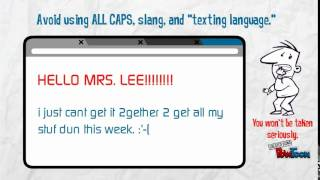 Avoid using ALL CAPS, slang, and "texting language."
HELLO MRS. LEE!!!!!!!!
i just cant get it 2gether 2 get all my
stuf dun this week. :'-(
You won't be taken
seriously.
PowToon